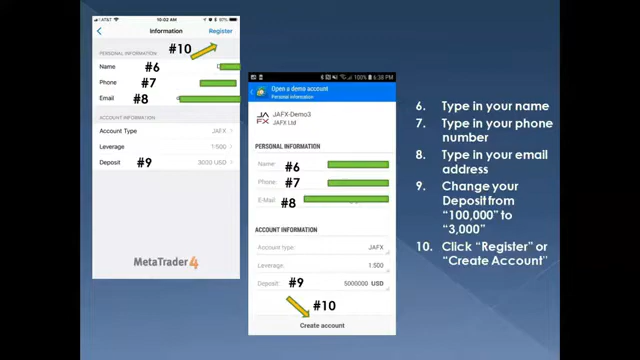 AT&T
10:02 AM
82%
Information
Register
#10
PERSONAL INFORMATION
Name
#6
Phone
#7
Email
#8
ACCOUNT INFORMATION
Account Type
JAFX
Leverage
1:500
Deposit
#9
3000 USD
MetaTrader 4
100% 6:38 PM
Open a demo account
Personal information
JAFX-Demo3
JA
FX
JAFX Ltd
PERSONAL INFORMATION
Name:
#6
Phone:
#7
E-Mail:
#8
ACCOUNT INFORMATION
Account type:
JAFX
Leverage:
1:500
Deposit:
#9
5000000 USD
#10
Create account
6. Type in your name
7. Type in your phone
number
8. Type in your email
address
9. Change your
Deposit from
“100,000” to
“3,000”
10. Click “Register” or
“Create Account”